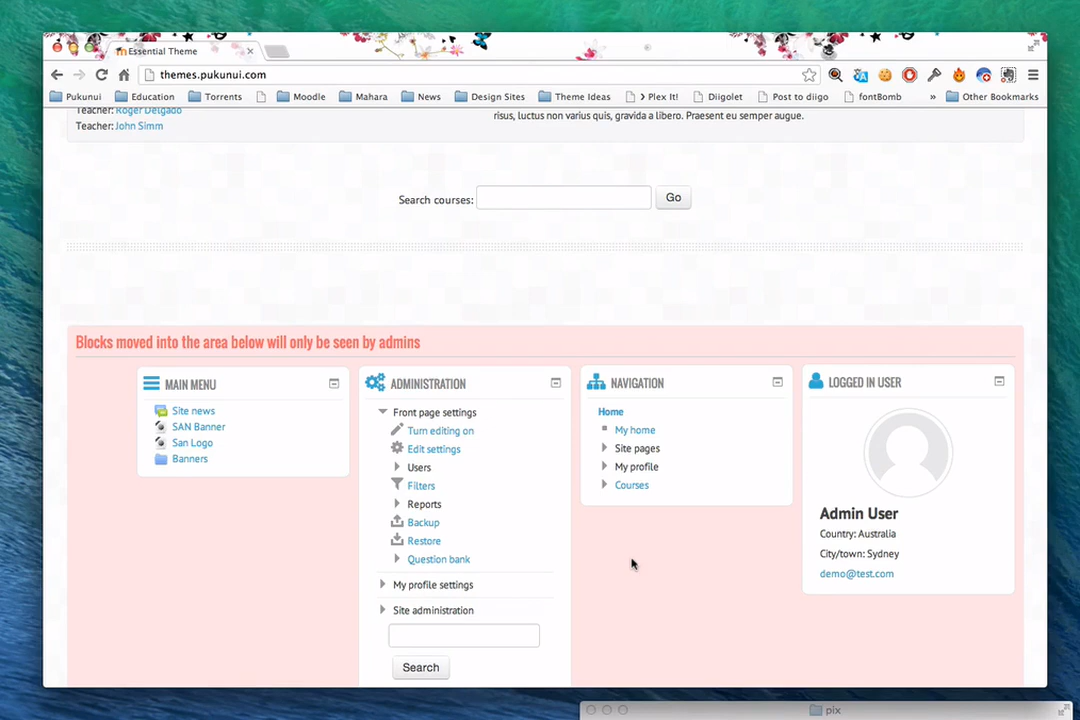 Essential Theme
themes.pukunui.com
Pukunui Education Torrents Moodle Mahara News Design Sites Theme Ideas Plex It! Diigolet Post to diigo fontBomb » Other Bookmarks
Teacher: Roger Delgado
Teacher: John Simm
risus, luctus non varius quis, gravida a libero. Praesent eu semper augue.
Search courses:
Go
Blocks moved into the area below will only be seen by admins
MAIN MENU
Site news
SAN Banner
San Logo
Banners
ADMINISTRATION
Front page settings
Turn editing on
Edit settings
Users
Filters
Reports
Backup
Restore
Question bank
My profile settings
Site administration
Search
NAVIGATION
Home
My home
Site pages
My profile
Courses
LOGGED IN USER
Admin User
Country: Australia
City/town: Sydney
demo@test.com
pix